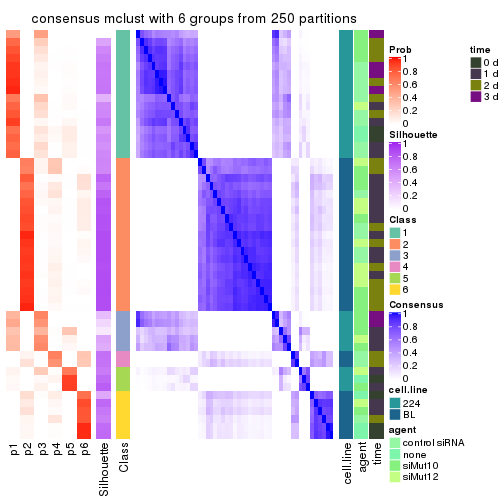 consensus mclust with 6 groups from 250 partitions
Prob
1
0.8
0.6
0.4
0.2
0
time
0 d
1 d
2 d
3 d
Silhouette
1
0.8
0.6
0.4
0.2
0
Class
1
2
3
4
5
6
Consensus
1
0.8
0.6
0.4
0.2
0
cell.line
224
BL
agent
control siRNA
none
siMut10
siMut12
p1
p2
p3
p4
p5
p6
Silhouette
Class
cell.line
agent
time